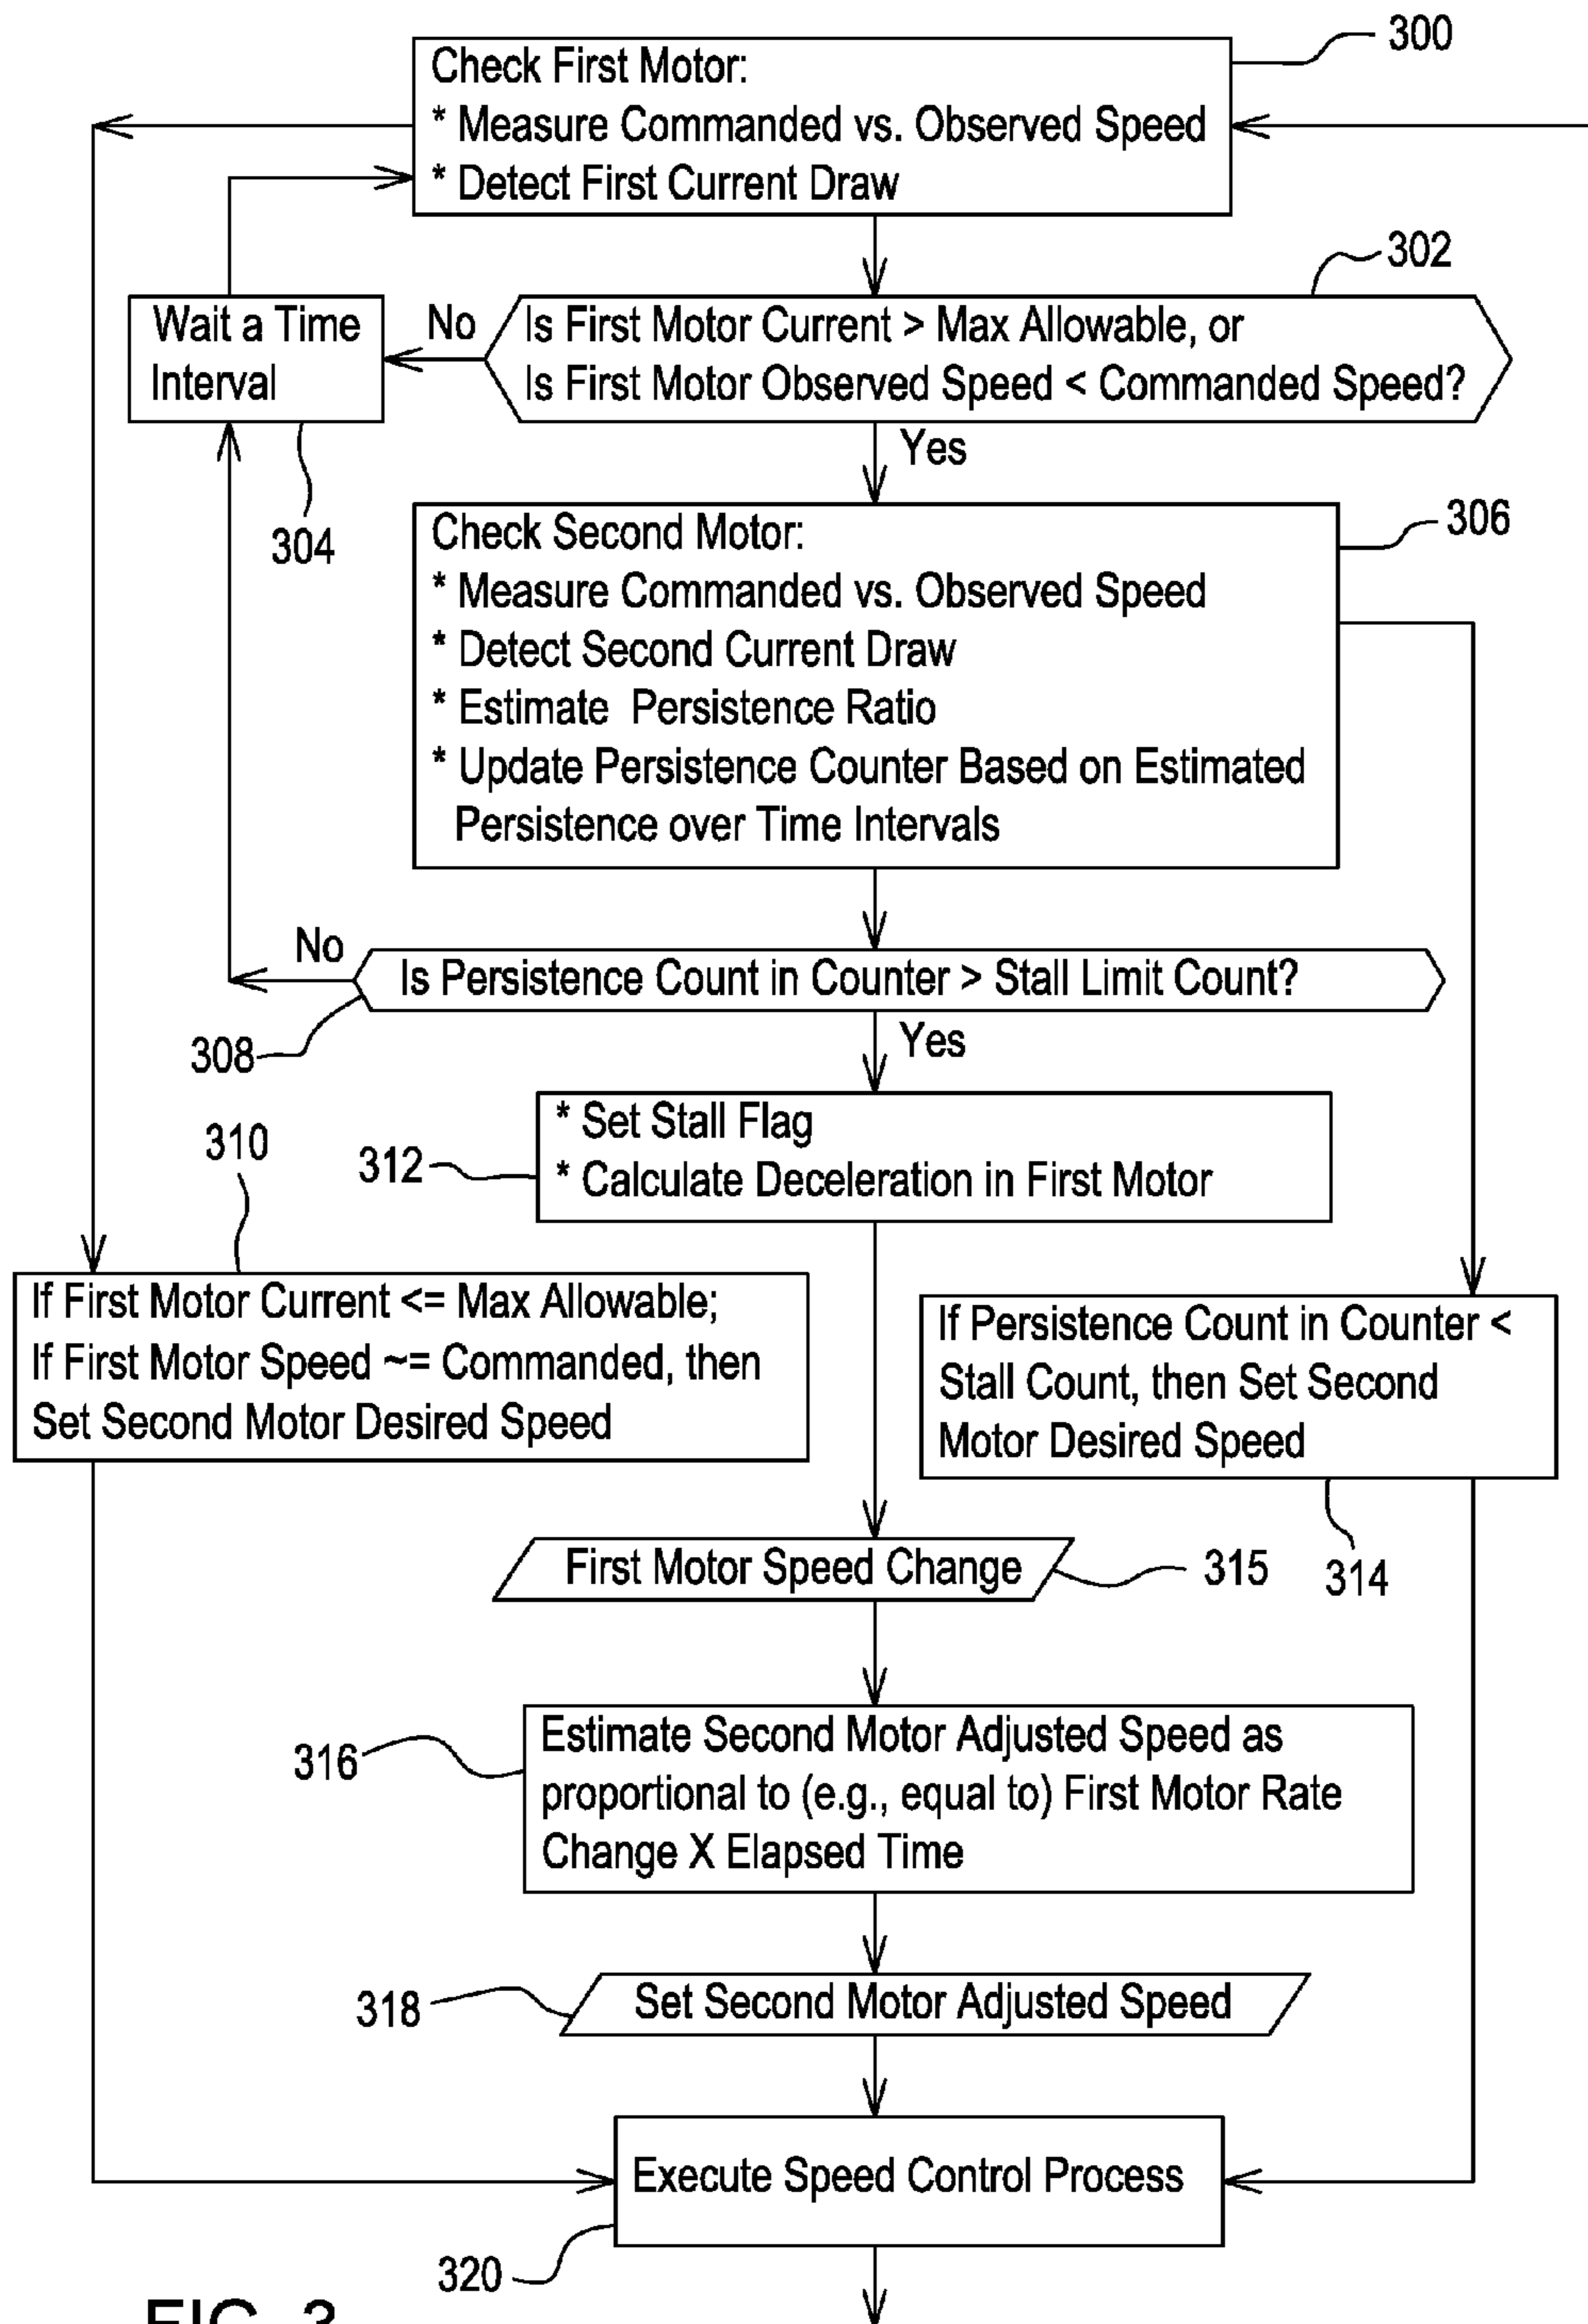 300
Check First Motor:
* Measure Commanded vs. Observed Speed
* Detect First Current Draw
302
Wait a Time
Interval
No
Is First Motor Current > Max Allowable, or
Is First Motor Observed Speed < Commanded Speed?
Yes
304
306
Check Second Motor:
* Measure Commanded vs. Observed Speed
* Detect Second Current Draw
* Estimate Persistence Ratio
* Update Persistence Counter Based on Estimated
Persistence over Time Intervals
No
Is Persistence Count in Counter > Stall Limit Count?
308
Yes
310
312
* Set Stall Flag
* Calculate Deceleration in First Motor
If First Motor Current <= Max Allowable;
If First Motor Speed ~= Commanded, then
Set Second Motor Desired Speed
If Persistence Count in Counter <
Stall Count, then Set Second
Motor Desired Speed
First Motor Speed Change
315
314
316
Estimate Second Motor Adjusted Speed as
proportional to (e.g., equal to) First Motor Rate
Change X Elapsed Time
318
Set Second Motor Adjusted Speed
Execute Speed Control Process
320
FIG. 3